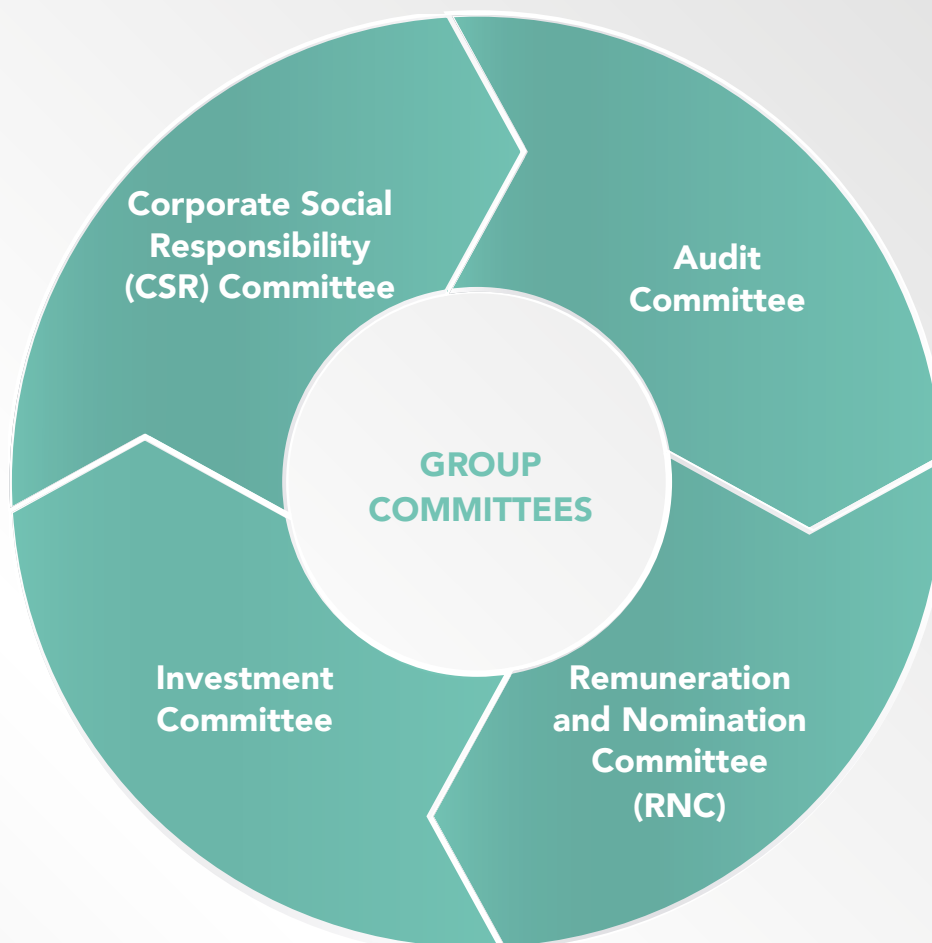 Corporate Social
Responsibility
(CSR) Committee
Audit
Committee
GROUP
COMMITTEES
Investment
Committee
Remuneration
and Nomination
Committee
(RNC)